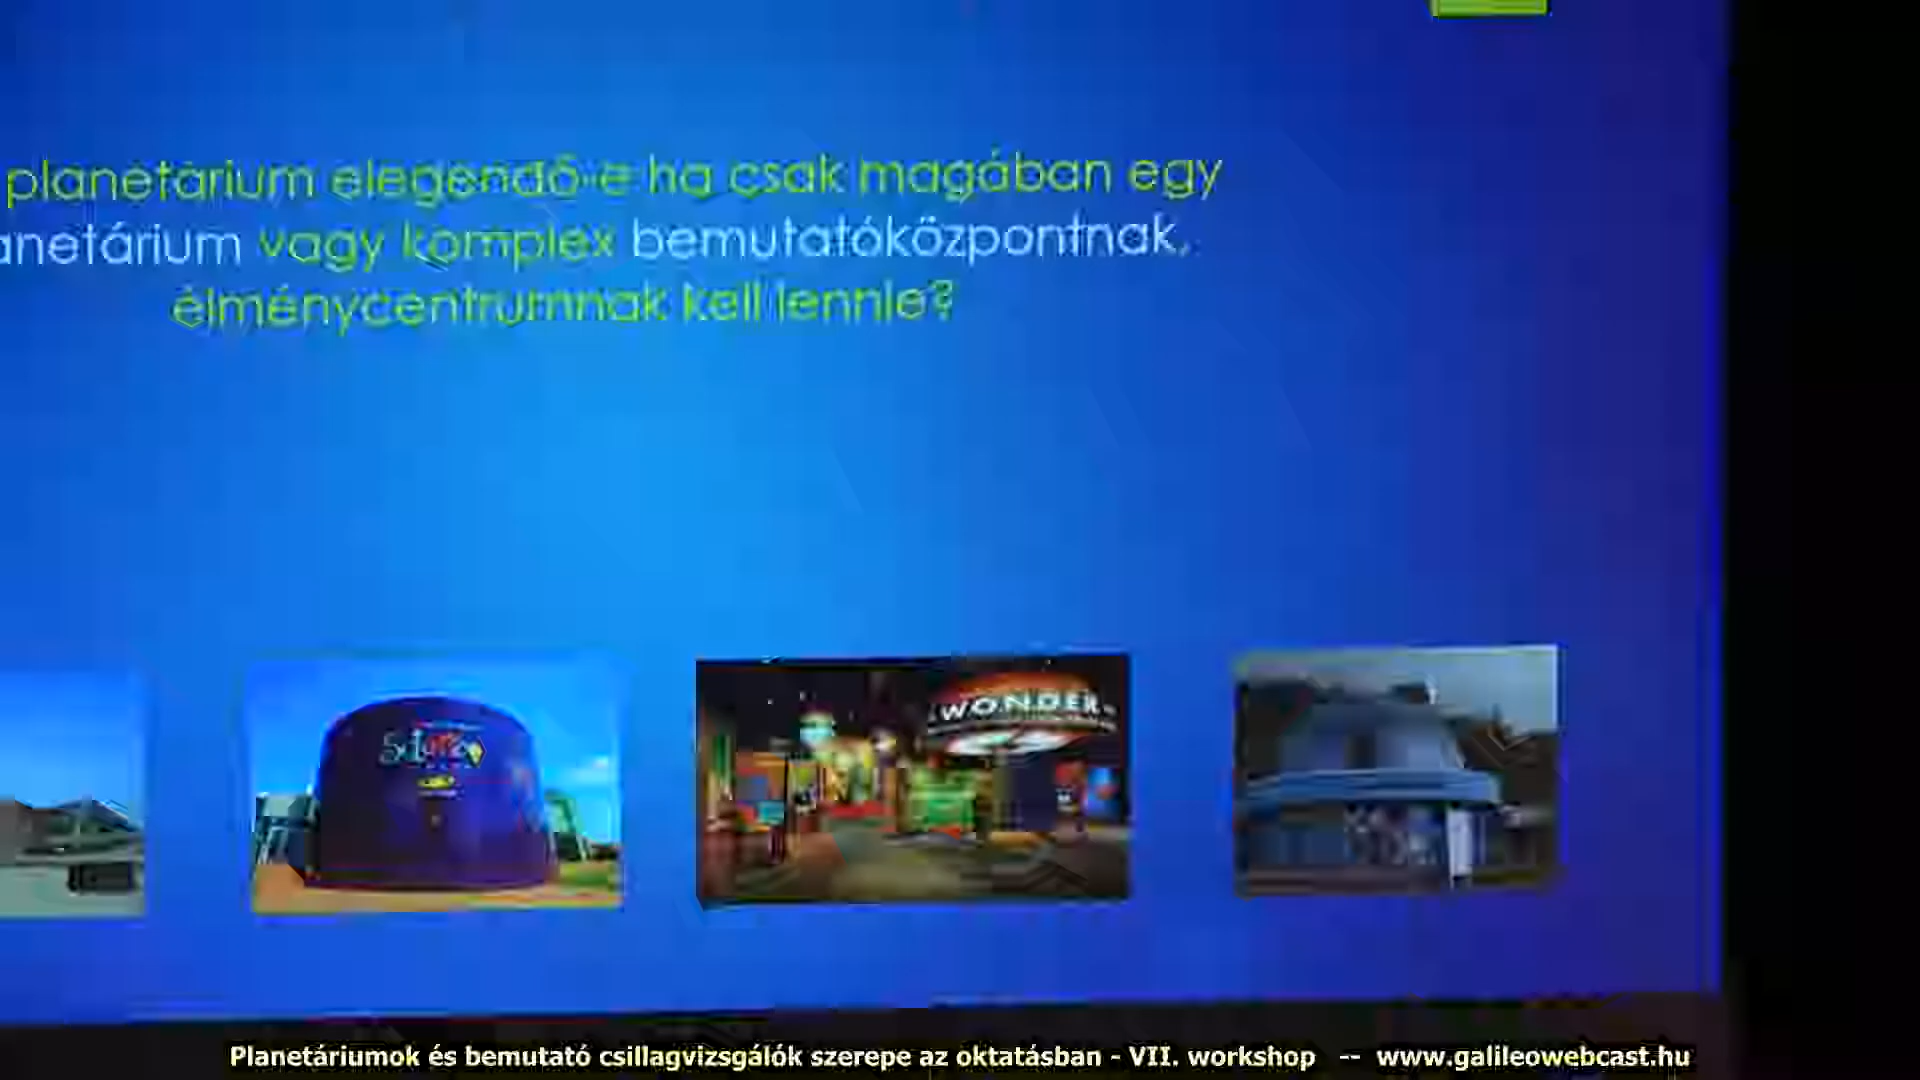 planetárium elegendő-e ha csak magában egy
anetárium vagy komplex bemutatóközpontnak,
élménycentrumnak kell lennie?
WONDER
Planetáriumok és bemutató csillagvizsgálók szerepe az oktatásban - VII. workshop -- www.galileowebcast.hu